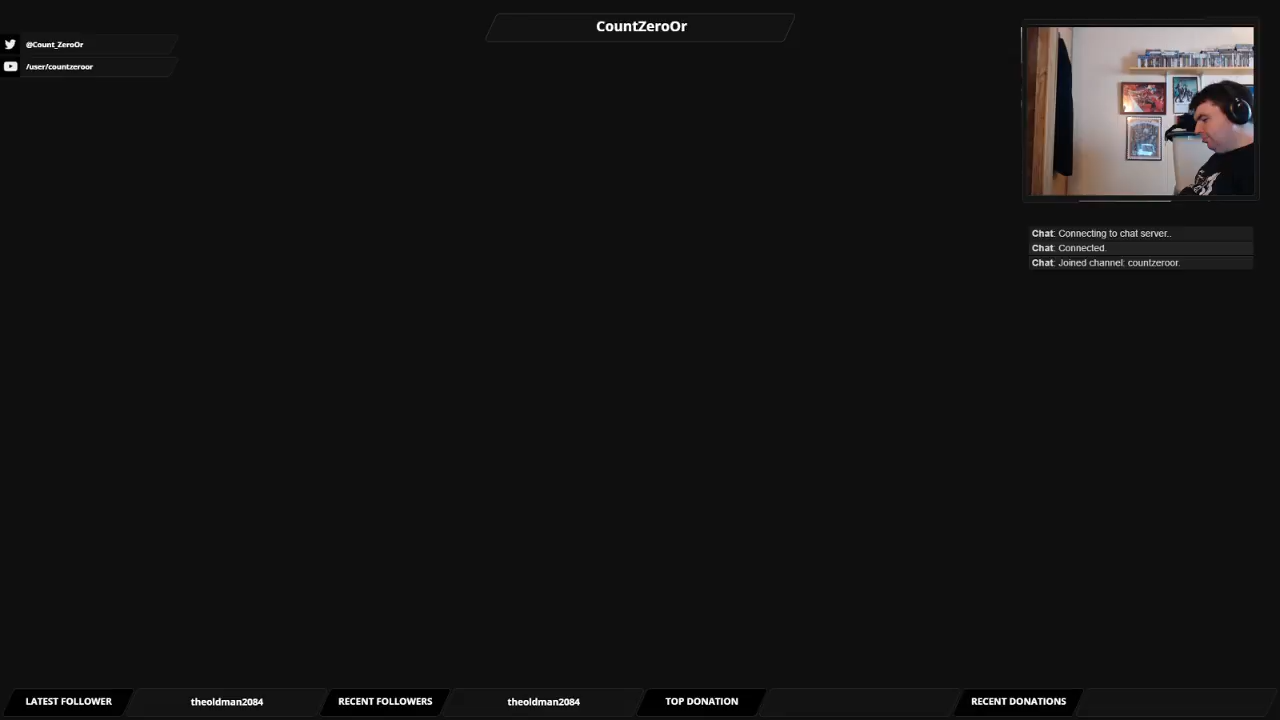 CountZeroOr
@Count_ZeroOr
/user/countzeroor
Chat: Connecting to chat server..
Chat: Connected.
Chat: Joined channel: countzeroor.
LATEST FOLLOWER
theoldman2084
RECENT FOLLOWERS
theoldman2084
TOP DONATION
RECENT DONATIONS